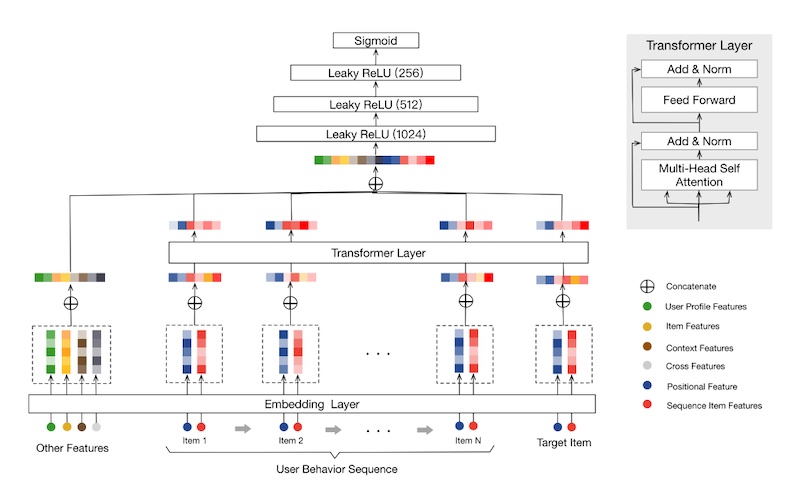 Sigmoid
Leaky ReLU (256)
Leaky ReLU (512)
Leaky ReLU (1024)
Transformer Layer
Embedding Layer
Other Features
Item 1
Item 2
. . .
Item N
Target Item
User Behavior Sequence
. . .
Transformer Layer
Add & Norm
Feed Forward
Add & Norm
Multi-Head Self
Attention
Concatenate
User Profile Features
Item Features
Context Features
Cross Features
Positional Feature
Sequence Item Features